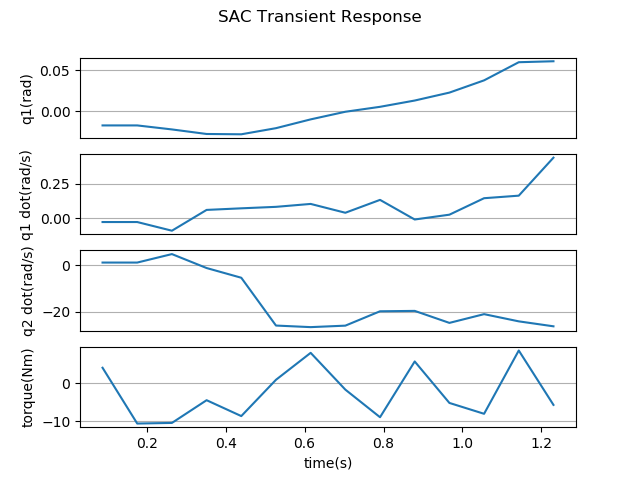 SAC Transient Response
q1(rad)
0.05
0.00
q1 dot(rad/s)
0.25
0.00
q2 dot(rad/s)
0
−20
torque(Nm)
0
−10
0.2 0.4 0.6 0.8 1.0 1.2
time(s)